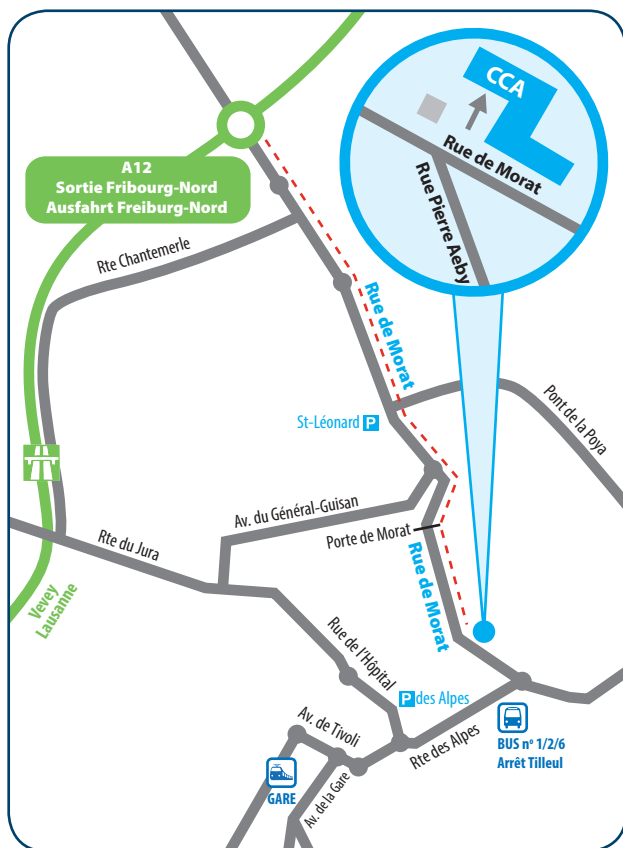 CCA
Rue de Morat
Rue Pierre Aeby
A12
Sortie Fribourg-Nord
Ausfahrt Freiburg-Nord
Rte Chantemerle
Rue de Morat
St-Léonard P
Pont de la Poya
Av. du Général-Guisan
Porte de Morat
Rte du Jura
Rue de Morat
Vevey
Lausanne
Rue de l'Hôpital
P des Alpes
Av. de Tivoli
Rte des Alpes
BUS nº 1/2/6
Arrêt Tilleul
GARE
Av. de la Gare